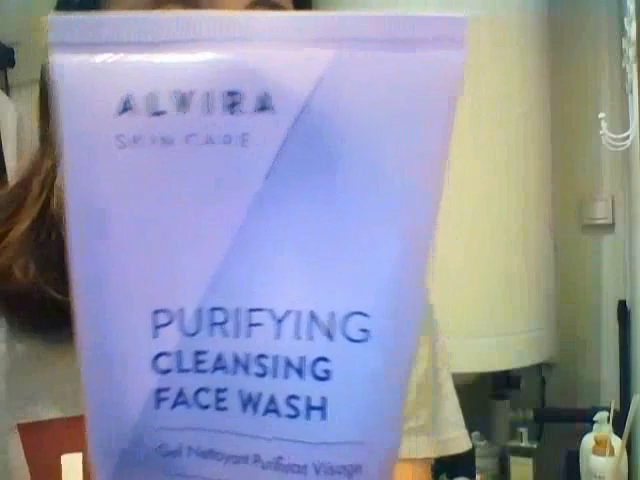 ALVIRA
SKIN CARE
PURIFYING
CLEANSING
FACE WASH
Gel Nettoyant Purifiant Visage